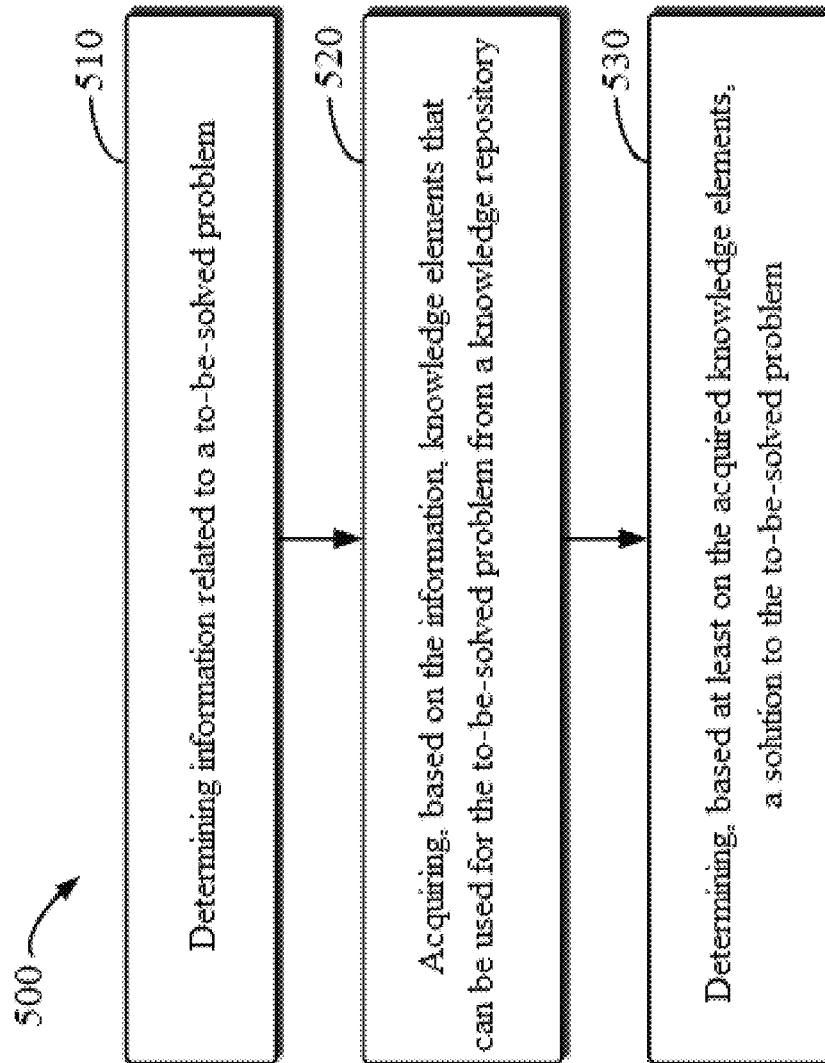 500
510
Determining information related to a to-be-solved problem
520
Acquiring, based on the information, knowledge elements that
can be used for the to-be-solved problem from a knowledge repository
530
Determining, based at least on the acquired knowledge elements,
a solution to the to-be-solved problem